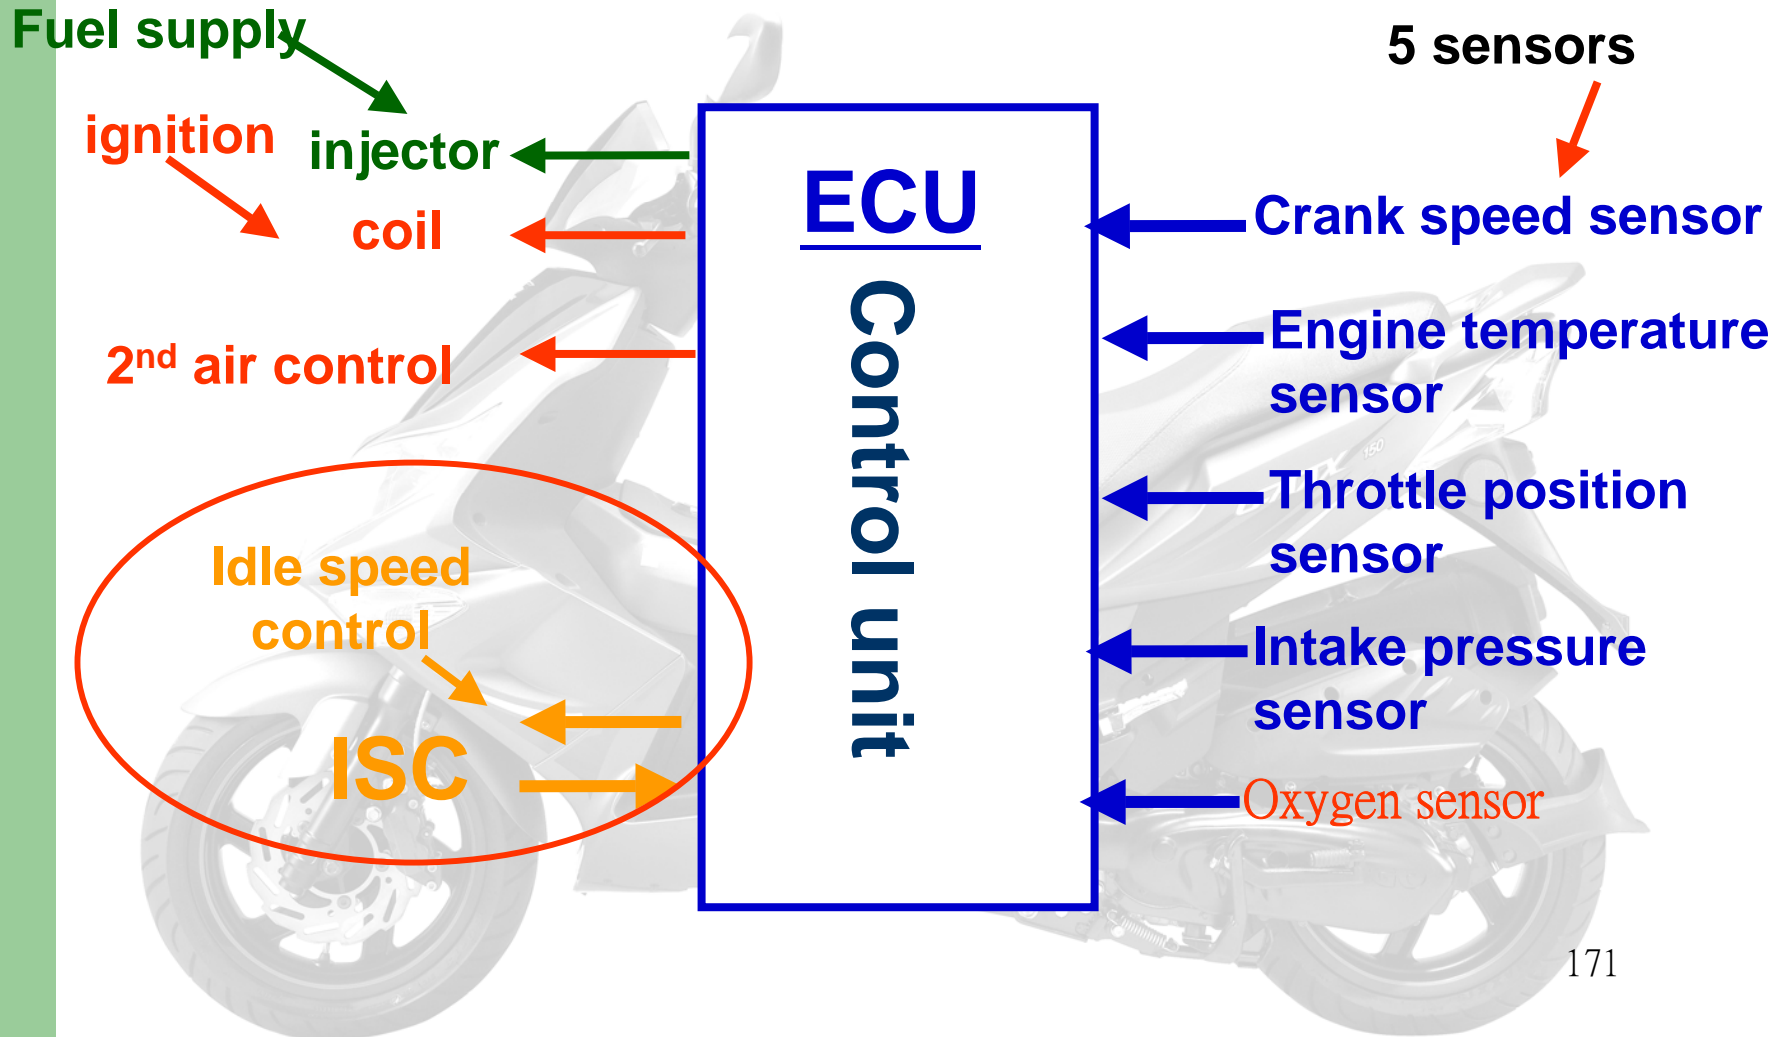 Fuel supply
5 sensors
ignition
injector
coil
2nd air control
Idle speed
control
ISC
ECU
Control unit
Crank speed sensor
Engine temperature
sensor
Throttle position
sensor
Intake pressure
sensor
Oxygen sensor
150
171